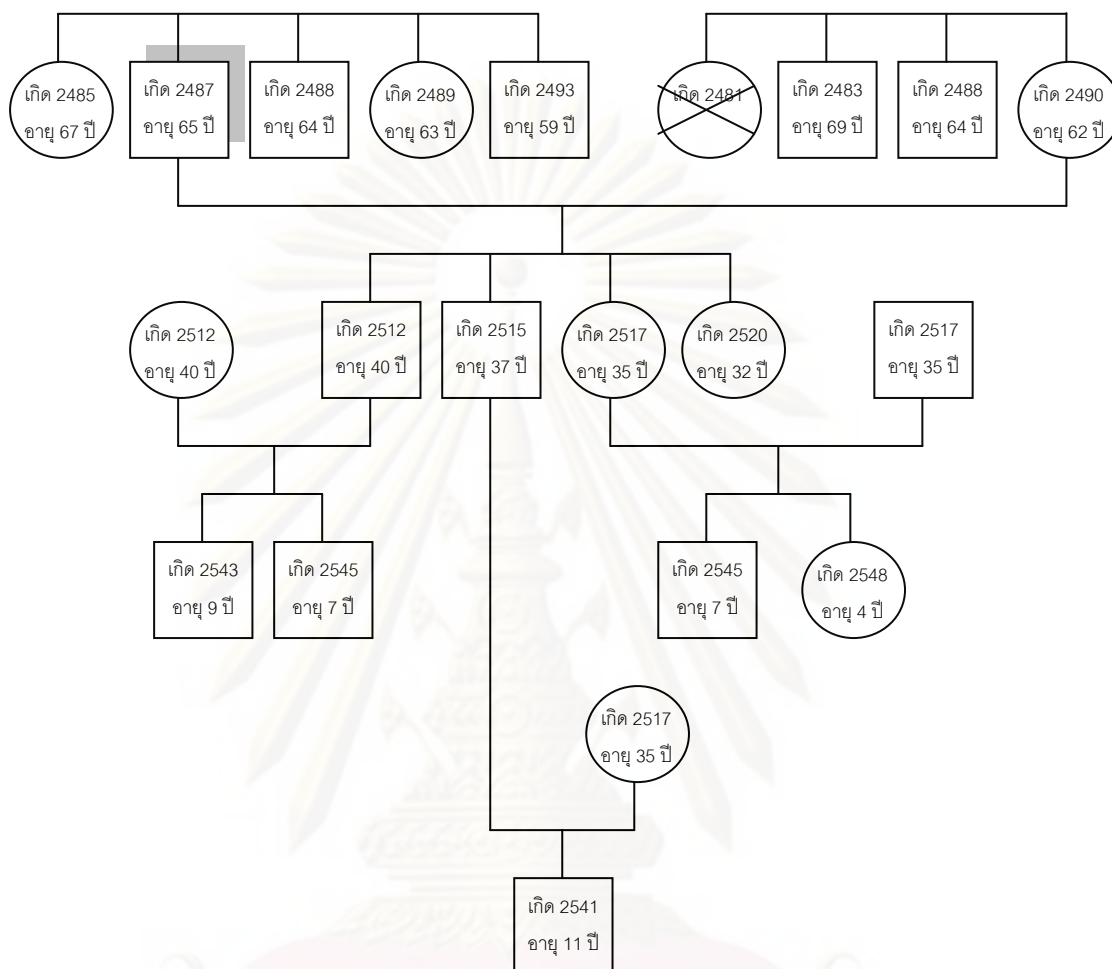 เกิด 2485
อายุ 67 ปี
เกิด 2487
อายุ 65 ปี
เกิด 2488
อายุ 64 ปี
เกิด 2489
อายุ 63 ปี
เกิด 2493
อายุ 59 ปี
เกิด 2481
เกิด 2483
อายุ 69 ปี
เกิด 2488
อายุ 64 ปี
เกิด 2490
อายุ 62 ปี
เกิด 2512
อายุ 40 ปี
เกิด 2512
อายุ 40 ปี
เกิด 2515
อายุ 37 ปี
เกิด 2517
อายุ 35 ปี
เกิด 2520
อายุ 32 ปี
เกิด 2517
อายุ 35 ปี
เกิด 2543
อายุ 9 ปี
เกิด 2545
อายุ 7 ปี
เกิด 2545
อายุ 7 ปี
เกิด 2548
อายุ 4 ปี
เกิด 2517
อายุ 35 ปี
เกิด 2541
อายุ 11 ปี